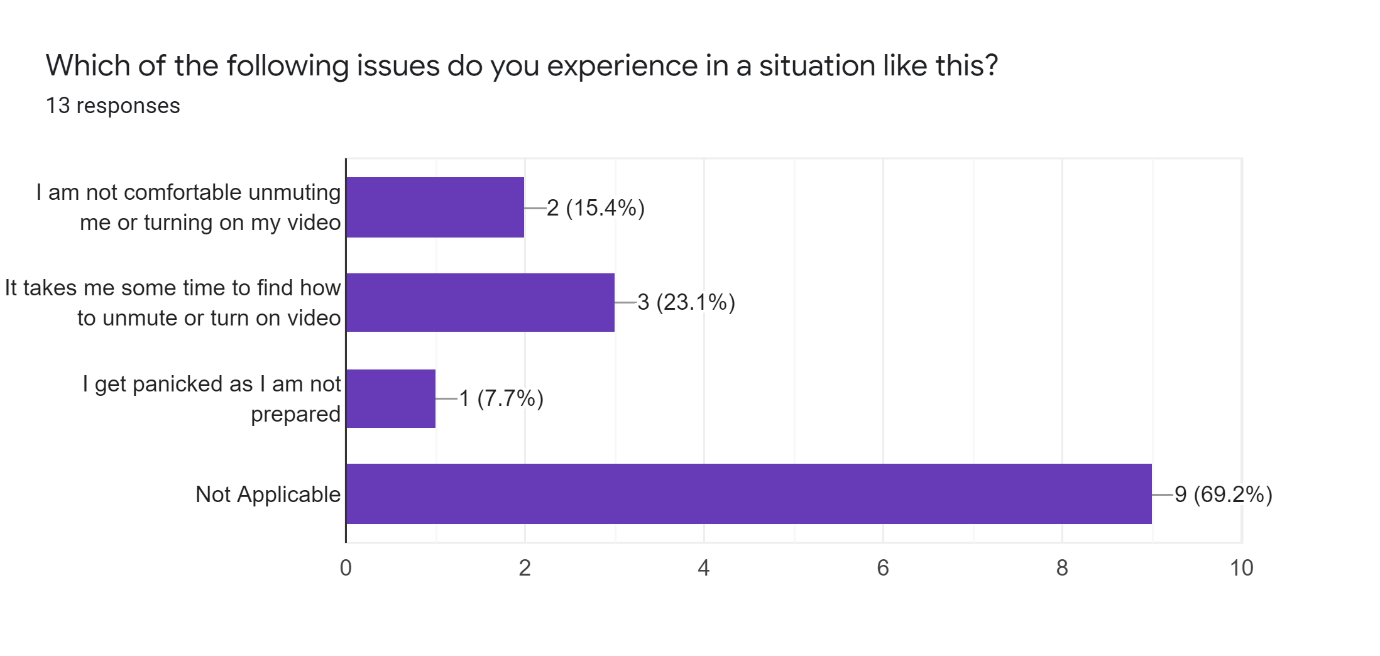 Which of the following issues do you experience in a situation like this?
13 responses
I am not comfortable unmuting
me or turning on my video
2 (15.4%)
It takes me some time to find how
to unmute or turn on video
3 (23.1%)
I get panicked as I am not
prepared
1 (7.7%)
Not Applicable
9 (69.2%)
0 2 4 6 8 10